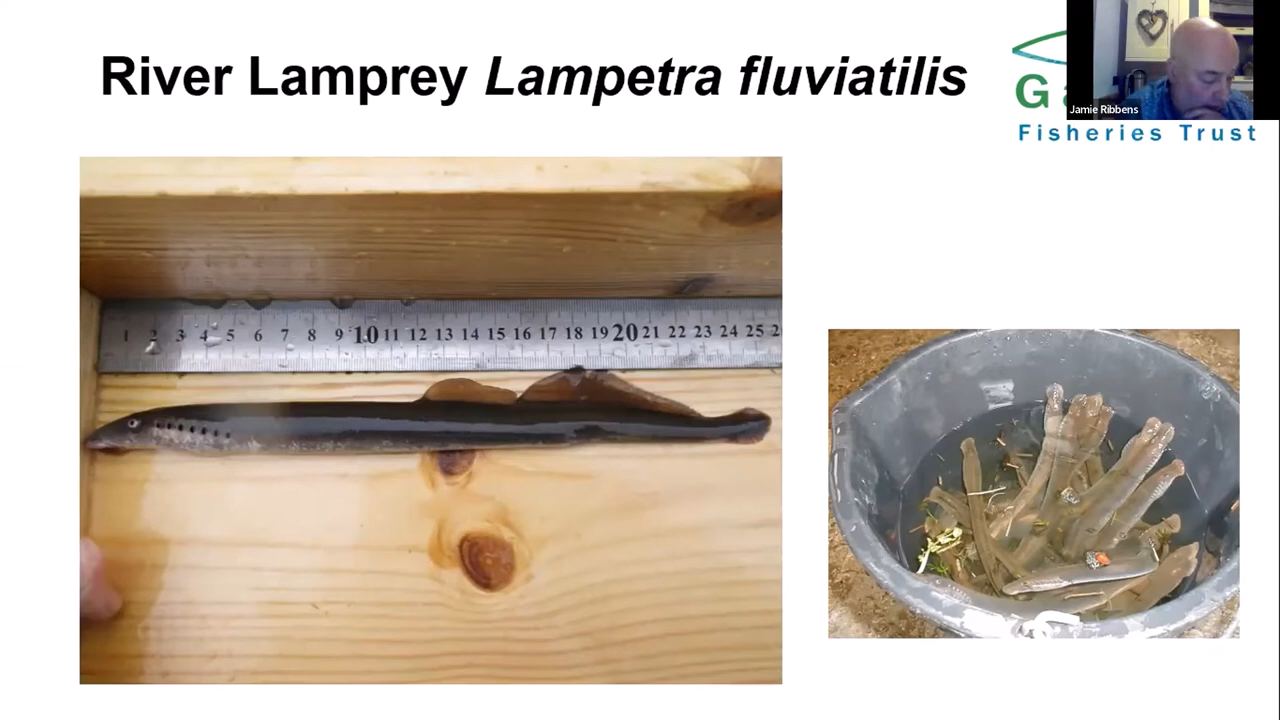 River Lamprey Lampetra fluviatilis
Jamie Ribbens
Fisheries Trust
1 2 3 4 5 6 7 8 9 10 11 12 13 14 15 16 17 18 19 20 21 22 23 24 25